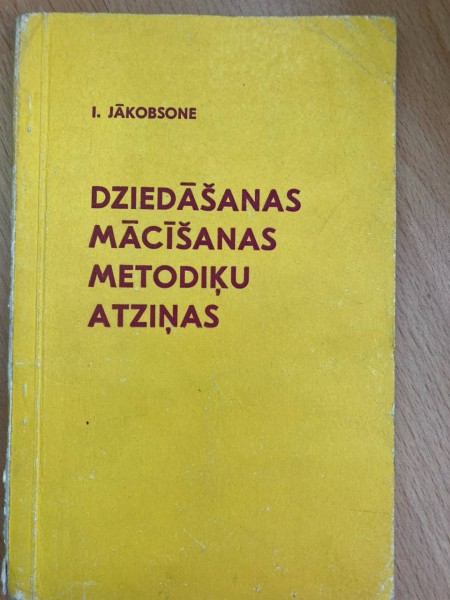 I. JĀKOBSONE
DZIEDĀŠANAS
MĀCĪŠANAS
METODIĶU
ATZIŅAS